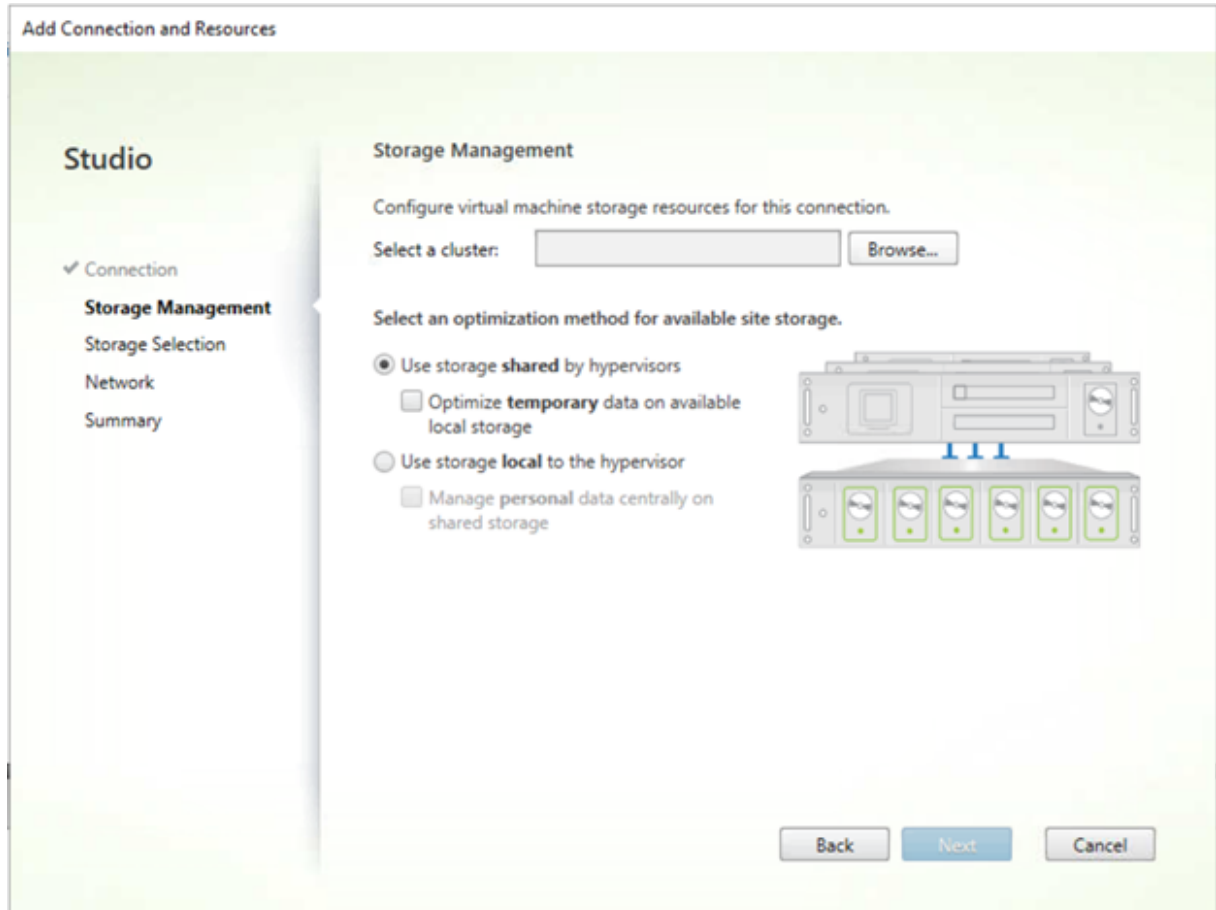 Add Connection and Resources
Studio
✔ Connection
Storage Management
Storage Selection
Network
Summary
Storage Management
Configure virtual machine storage resources for this connection.
Select a cluster:
Browse...
Select an optimization method for available site storage.
Use storage shared by hypervisors
Optimize temporary data on available
local storage
Use storage local to the hypervisor
Manage personal data centrally on
shared storage
Back
Next
Cancel